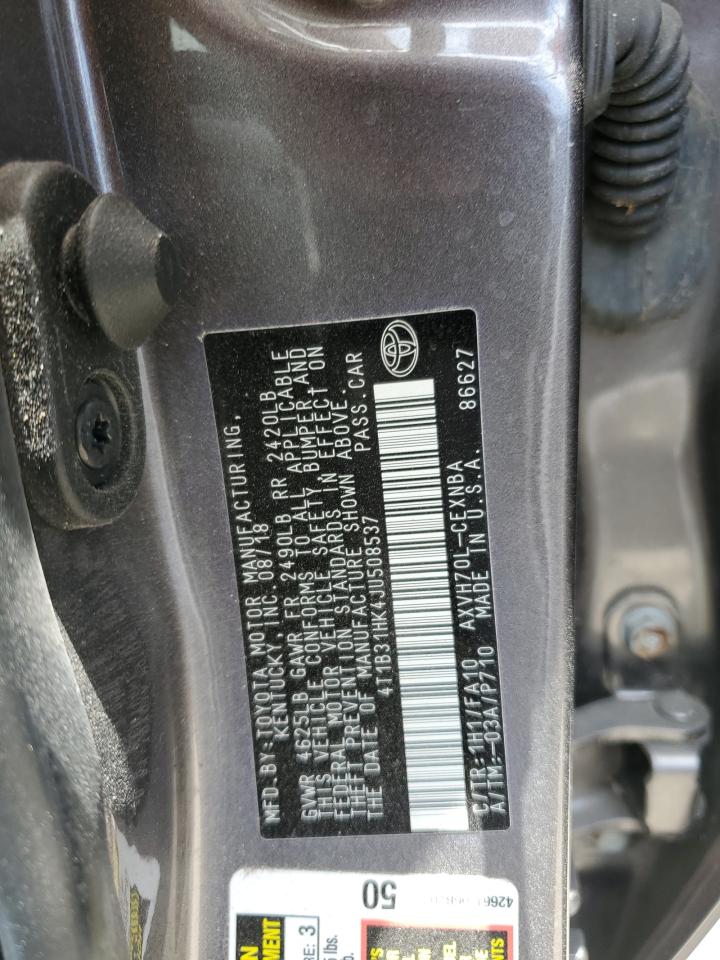 MFD.BY:TOYOTA MOTOR MANUFACTURING,
KENTUCKY, INC. 08/18
GVWR 4625LB GAWR FR 2490LB RR 2420LB
THIS VEHICLE CONFORMS TO ALL APPLICABLE
FEDERAL MOTOR VEHICLE SAFETY, BUMPER, AND
THEFT PREVENTION STANDARDS IN EFFECT ON
THE DATE OF MANUFACTURE SHOWN ABOVE.
4T1B31HK4JU508537 PASS.CAR
C/TR:1H1/FA10 AXVH70L-CEXNBA 86627
A/TM:-03A/P710 MADE IN U.S.A.
50